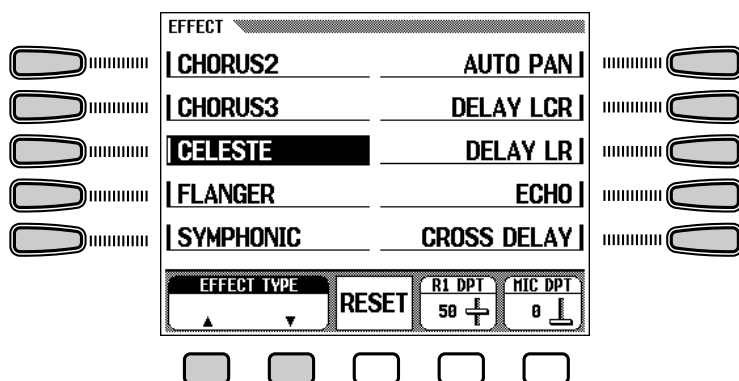 EFFECT
CHORUS2 AUTO PAN
CHORUS3 DELAY LCR
CELESTE DELAY LR
FLANGER ECHO
SYMPHONIC CROSS DELAY
EFFECT TYPE RESET R1 DPT MIC DPT
▲ ▼ 50 0